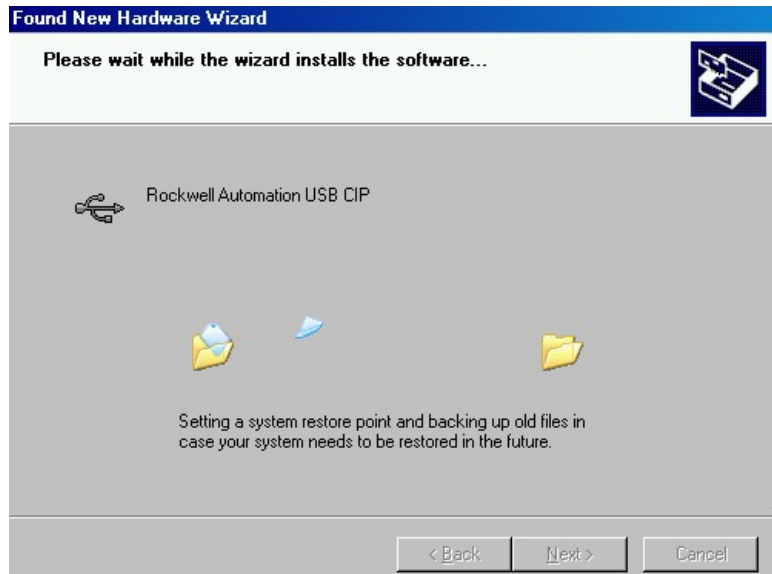 Found New Hardware Wizard
Please wait while the wizard installs the software...
Rockwell Automation USB CIP
Setting a system restore point and backing up old files in
case your system needs to be restored in the future.
< Back
Next >
Cancel